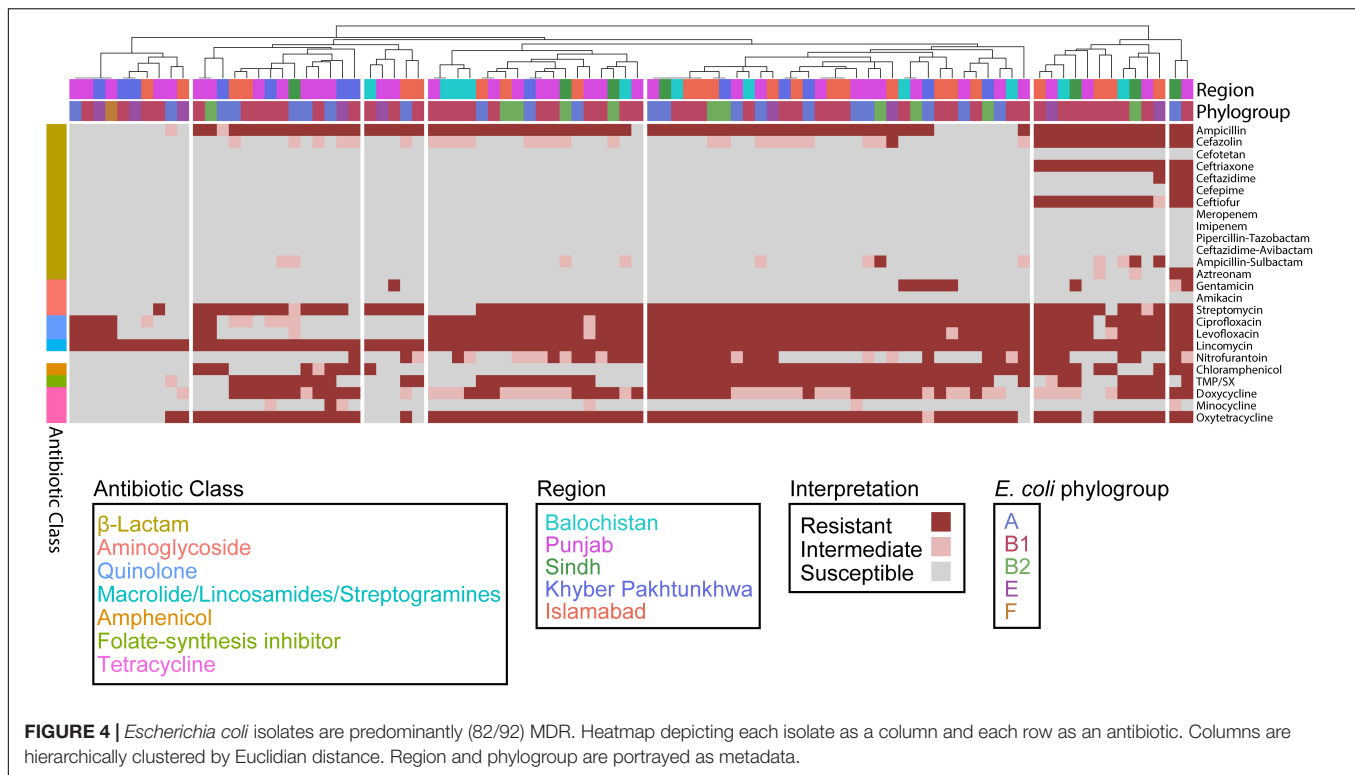 Region
Phylogroup
Ampicillin
Cefazolin
Cefotetan
Ceftriaxone
Ceftazidime
Cefepime
Ceftiofur
Meropenem
Imipenem
Pipercillin-Tazobactam
Ceftazidime-Avibactam
Ampicillin-Sulbactam
Aztreonam
Gentamicin
Amikacin
Streptomycin
Ciprofloxacin
Levofloxacin
Lincomycin
Nitrofurantoin
Chloramphenicol
TMP/SX
Doxycycline
Minocycline
Oxytetracycline
Antibiotic Class
Antibiotic Class
β-Lactam
Aminoglycoside
Quinolone
Macrolide/Lincosamides/Streptogramines
Amphenicol
Folate-synthesis inhibitor
Tetracycline
Region
Balochistan
Punjab
Sindh
Khyber Pakhtunkhwa
Islamabad
Interpretation
Resistant
Intermediate
Susceptible
E. coli phylogroup
A
B1
B2
E
F
FIGURE 4 | Escherichia coli isolates are predominantly (82/92) MDR. Heatmap depicting each isolate as a column and each row as an antibiotic. Columns are
hierarchically clustered by Euclidian distance. Region and phylogroup are portrayed as metadata.